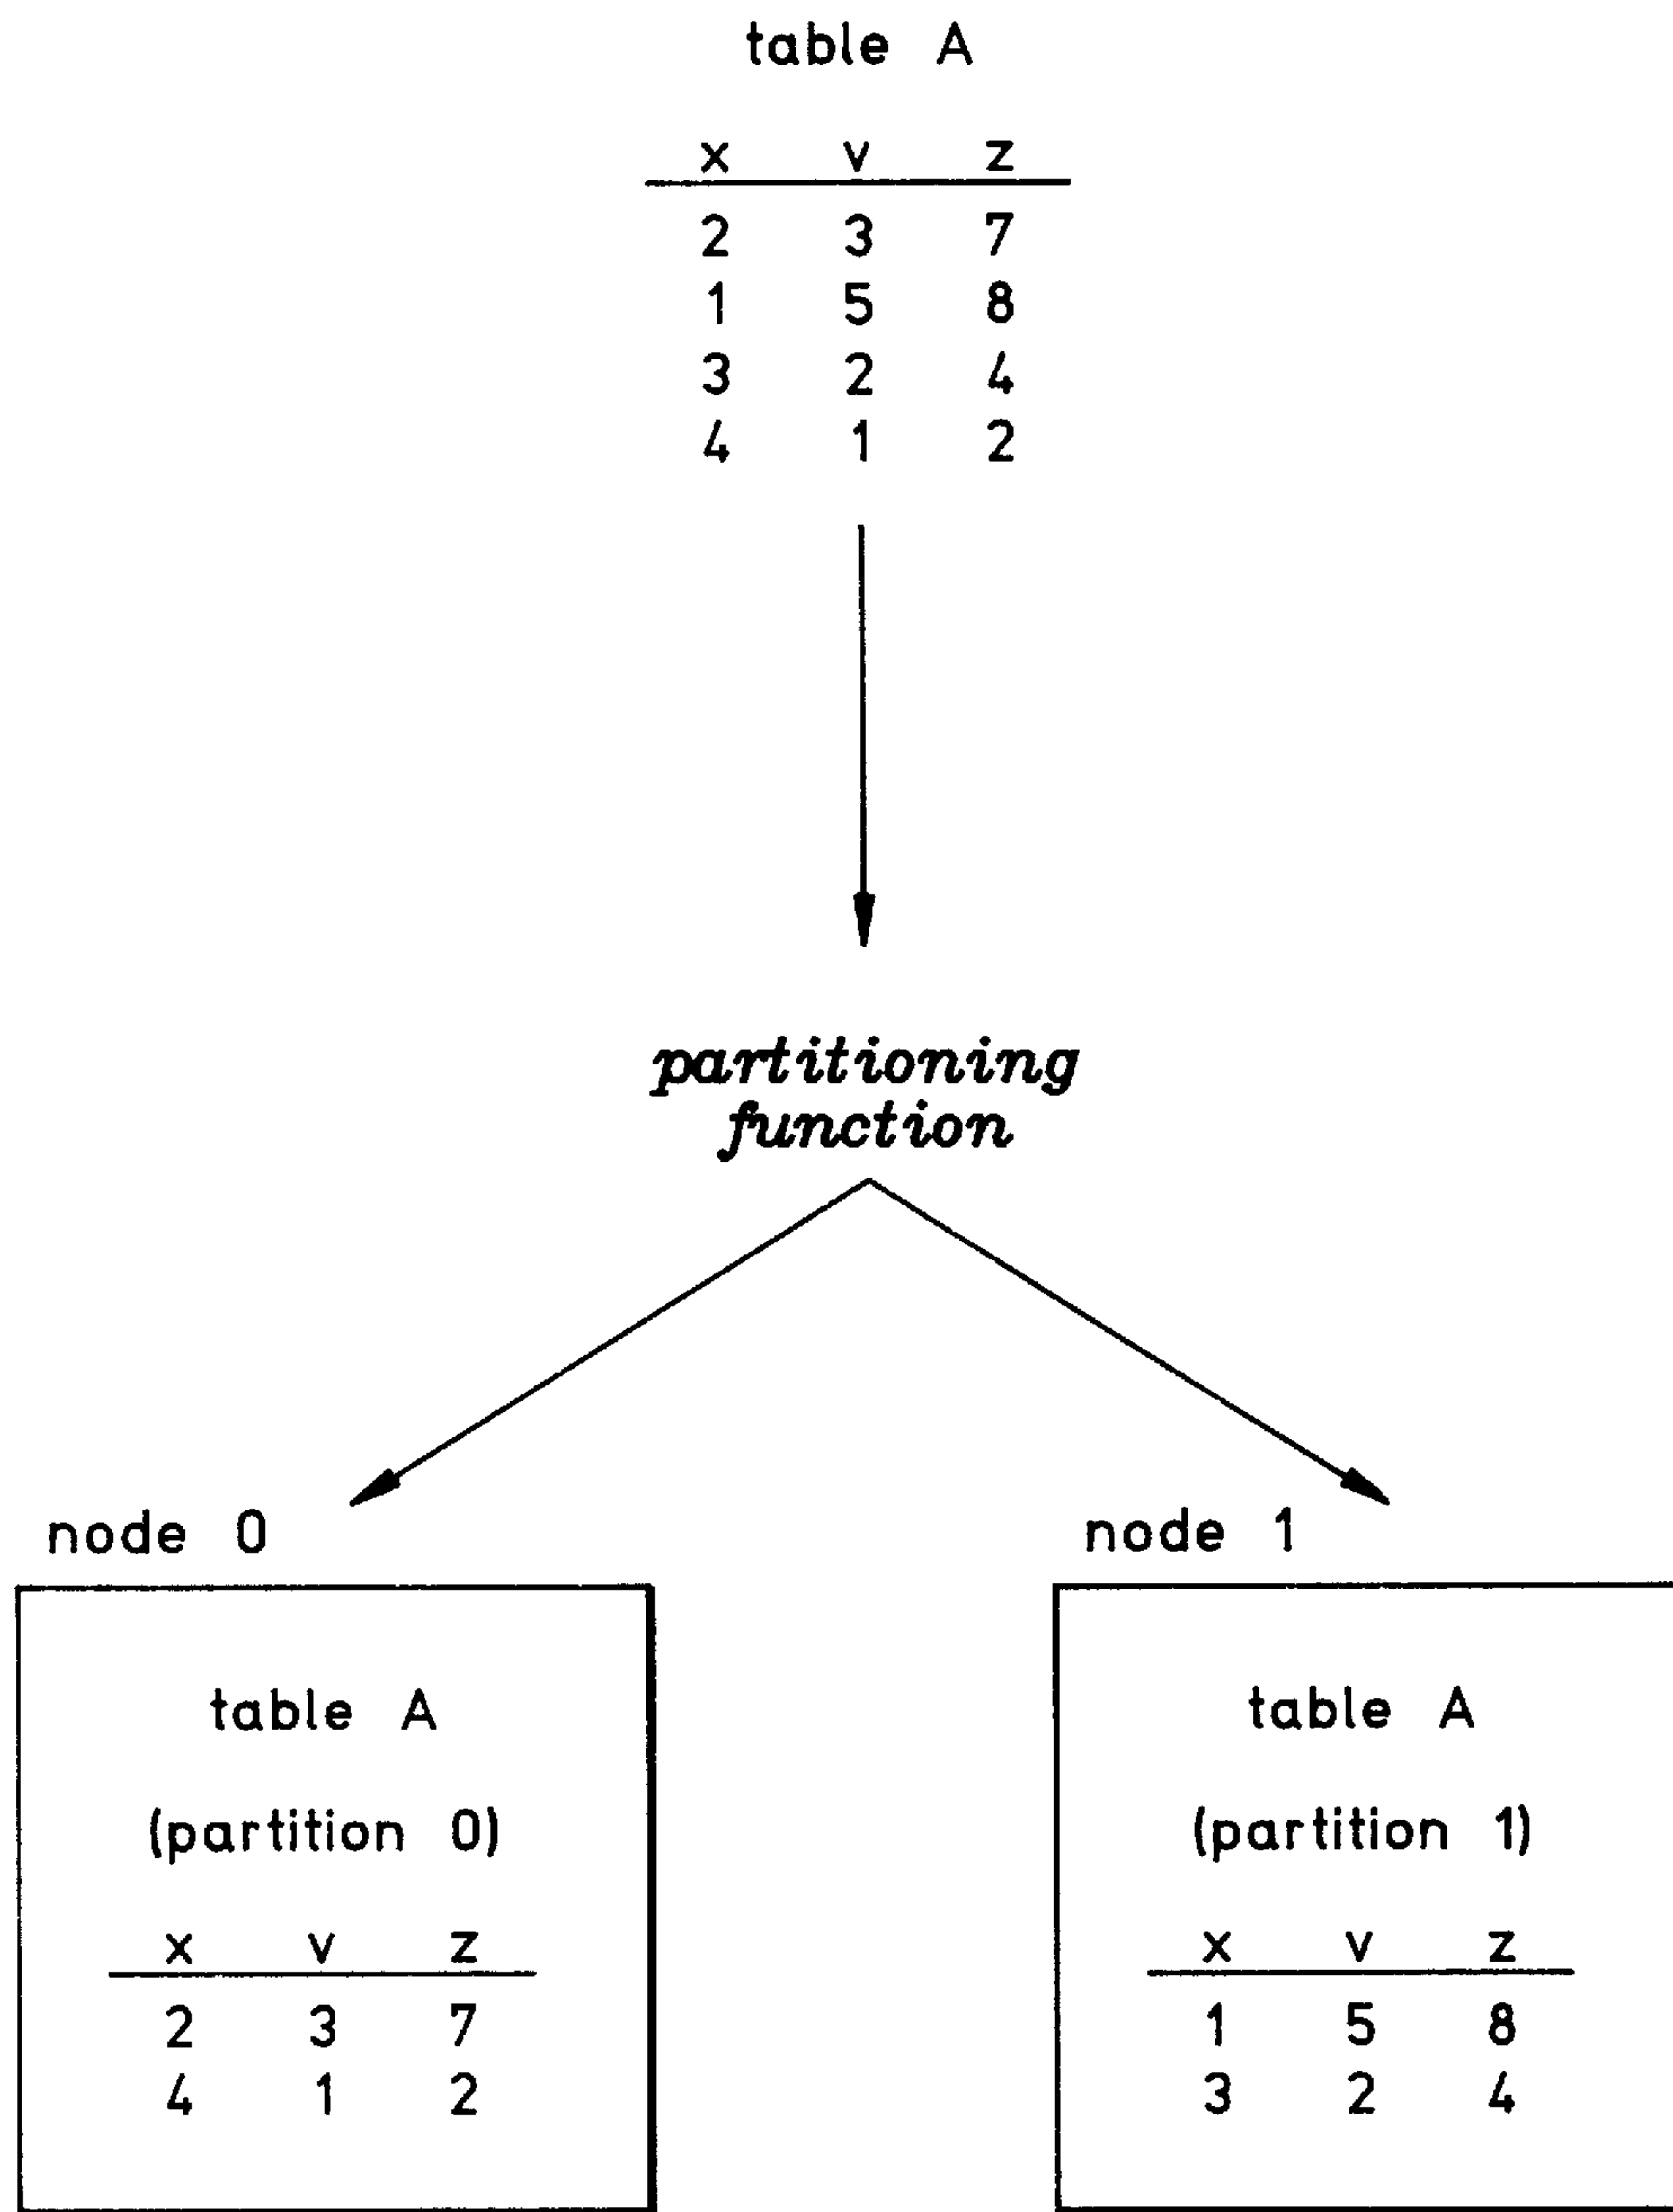 table A
x v z
2 3 7
1 5 8
3 2 4
4 1 2
partitioning
function
node 0
table A
(partition 0)
x v z
2 3 7
4 1 2
node 1
table A
(partition 1)
x v z
1 5 8
3 2 4